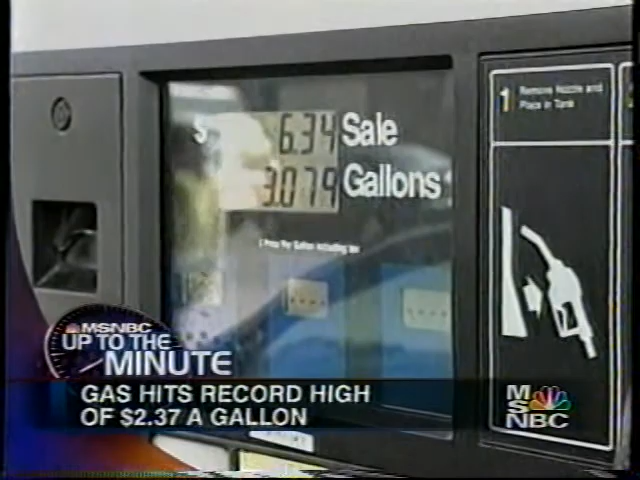 $ 6.34 Sale
3.079 Gallons
1 Remove Nozzle and
Place in Tank
MSNBC
UP TO THE
MINUTE
GAS HITS RECORD HIGH
OF $2.37 A GALLON
MSNBC